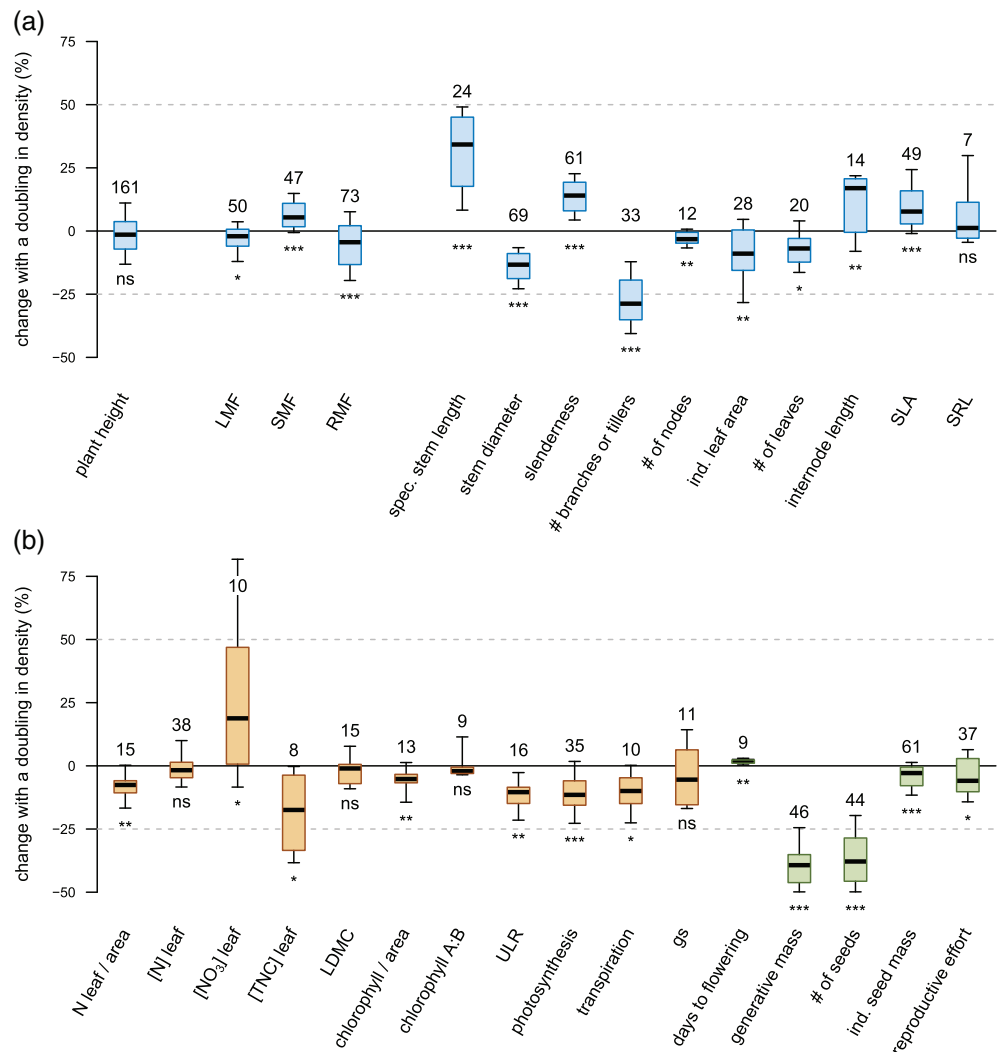 (a)
change with a doubling in density (%)
75
50
25
0
−25
−50
161
50
47
73
24
69
61
33
12
28
20
14
49
7
ns
*
***
***
***
***
***
***
**
**
*
**
***
ns
plant height
LMF
SMF
RMF
spec. stem length
stem diameter
slenderness
# branches or tillers
# of nodes
ind. leaf area
# of leaves
internode length
SLA
SRL
(b)
change with a doubling in density (%)
75
50
25
0
−25
−50
15
38
10
8
15
13
9
16
35
10
11
9
46
44
61
37
**
ns
*
*
ns
**
ns
**
***
*
ns
**
***
***
***
*
N leaf / area
[N] leaf
[NO₃] leaf
[TNC] leaf
LDMC
chlorophyll / area
chlorophyll A:B
ULR
photosynthesis
transpiration
gs
days to flowering
generative mass
# of seeds
ind. seed mass
reproductive effort